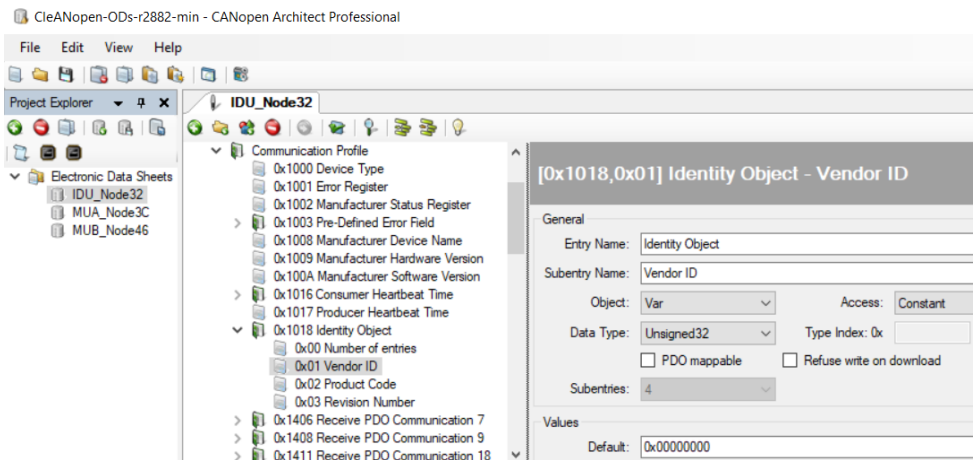 CleANopen-ODs-r2882-min - CANopen Architect Professional
File Edit View Help
Project Explorer
IDU_Node32
Electronic Data Sheets
IDU_Node32
MUA_Node3C
MUB_Node46
Communication Profile
0x1000 Device Type
0x1001 Error Register
0x1002 Manufacturer Status Register
0x1003 Pre-Defined Error Field
0x1008 Manufacturer Device Name
0x1009 Manufacturer Hardware Version
0x100A Manufacturer Software Version
0x1016 Consumer Heartbeat Time
0x1017 Producer Heartbeat Time
0x1018 Identity Object
0x00 Number of entries
0x01 Vendor ID
0x02 Product Code
0x03 Revision Number
0x1406 Receive PDO Communication 7
0x1408 Receive PDO Communication 9
0x1411 Receive PDO Communication 18
[0x1018,0x01] Identity Object - Vendor ID
General
Entry Name: Identity Object
Subentry Name: Vendor ID
Object: Var Access: Constant
Data Type: Unsigned32 Type Index: 0x
PDO mappable Refuse write on download
Subentries: 4
Values
Default: 0x00000000